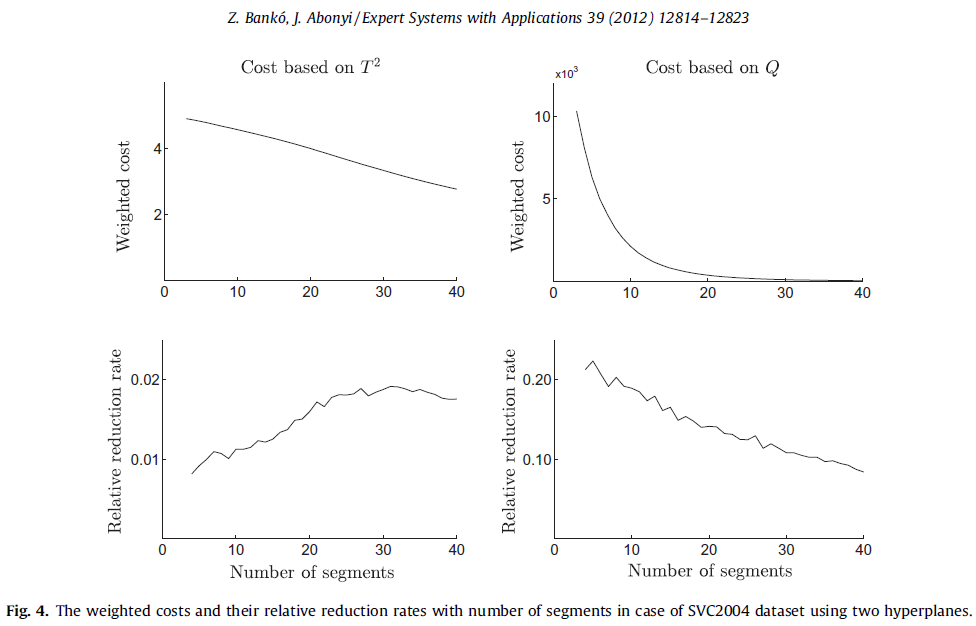 Z. Bankó, J. Abonyi / Expert Systems with Applications 39 (2012) 12814–12823
Cost based on T²
Weighted cost
4
2
0 10 20 30 40
Cost based on Q
x10³
Weighted cost
10
5
0 10 20 30 40
Relative reduction rate
0.02
0.01
0 10 20 30 40
Number of segments
Relative reduction rate
0.20
0.10
0 10 20 30 40
Number of segments
Fig. 4. The weighted costs and their relative reduction rates with number of segments in case of SVC2004 dataset using two hyperplanes.